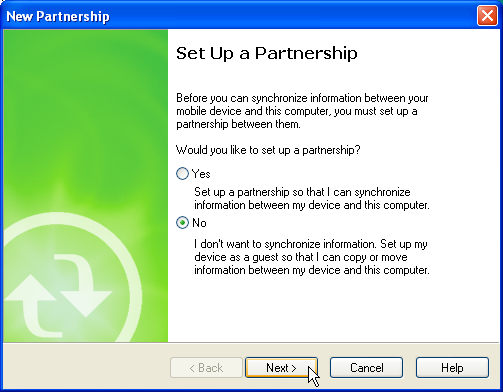 New Partnership
Set Up a Partnership
Before you can synchronize information between your
mobile device and this computer, you must set up a
partnership between them.
Would you like to set up a partnership?
Yes
Set up a partnership so that I can synchronize
information between my device and this computer.
No
I don't want to synchronize information. Set up my
device as a guest so that I can copy or move
information between my device and this computer.
< Back Next > Cancel Help